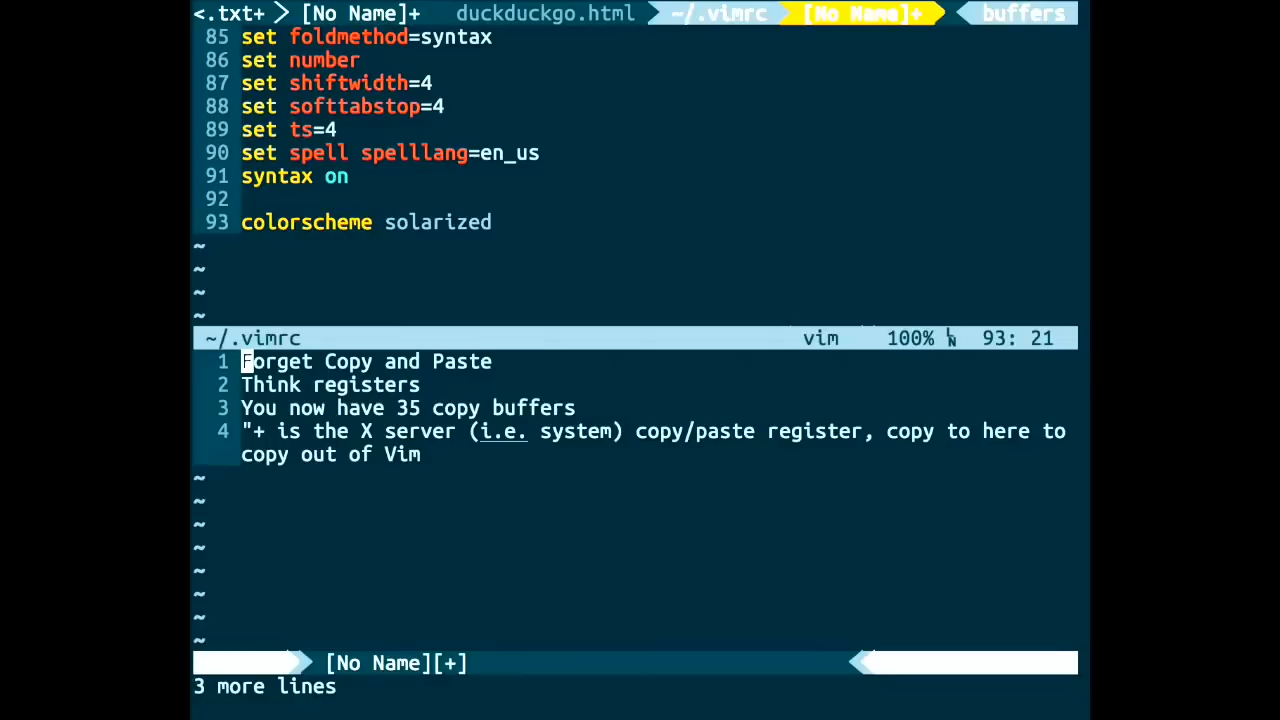 <.txt+ > [No Name]+ duckduckgo.html ~/.vimrc [No Name]+ buffers
85 set foldmethod=syntax
86 set number
87 set shiftwidth=4
88 set softtabstop=4
89 set ts=4
90 set spell spelllang=en_us
91 syntax on
92
93 colorscheme solarized
~
~
~
~
~/.vimrc vim 100% ␤ 93: 21
1 Forget Copy and Paste
2 Think registers
3 You now have 35 copy buffers
4 "+ is the X server (i.e. system) copy/paste register, copy to here to
copy out of Vim
~
~
~
~
~
~
~
~
[No Name][+]
3 more lines